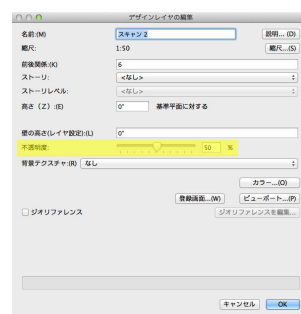 デザインレイヤの編集
名前:(M) スキャン 2 説明... (D)
縮尺: 1:50 縮尺...(S)
前後関係:(K) 6
ストーリ: <なし>
ストーリレベル: <なし>
高さ（Z）:(E) 0" 基準平面に対する
壁の高さ(レイヤ設定):(L) 0"
不透明度: 50 %
背景テクスチャ:(R) なし
カラー...(O)
登録画面...(W) ビューポート...(P)
ジオリファレンス ジオリファレンスを編集...
キャンセル OK